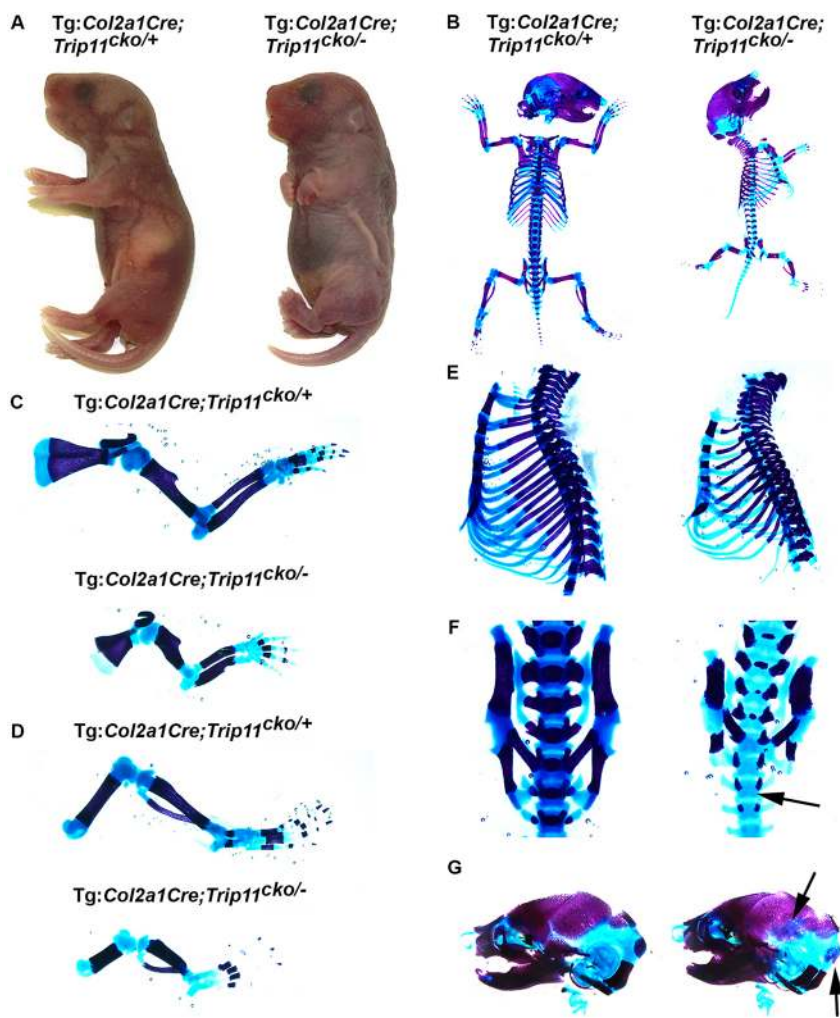 A
Tg:Col2a1Cre;
Trip11cko/+
Tg:Col2a1Cre;
Trip11cko/-
B
Tg:Col2a1Cre;
Trip11cko/+
Tg:Col2a1Cre;
Trip11cko/-
C
Tg:Col2a1Cre;Trip11cko/+
Tg:Col2a1Cre;Trip11cko/-
D
Tg:Col2a1Cre;Trip11cko/+
Tg:Col2a1Cre;Trip11cko/-
E
F
G